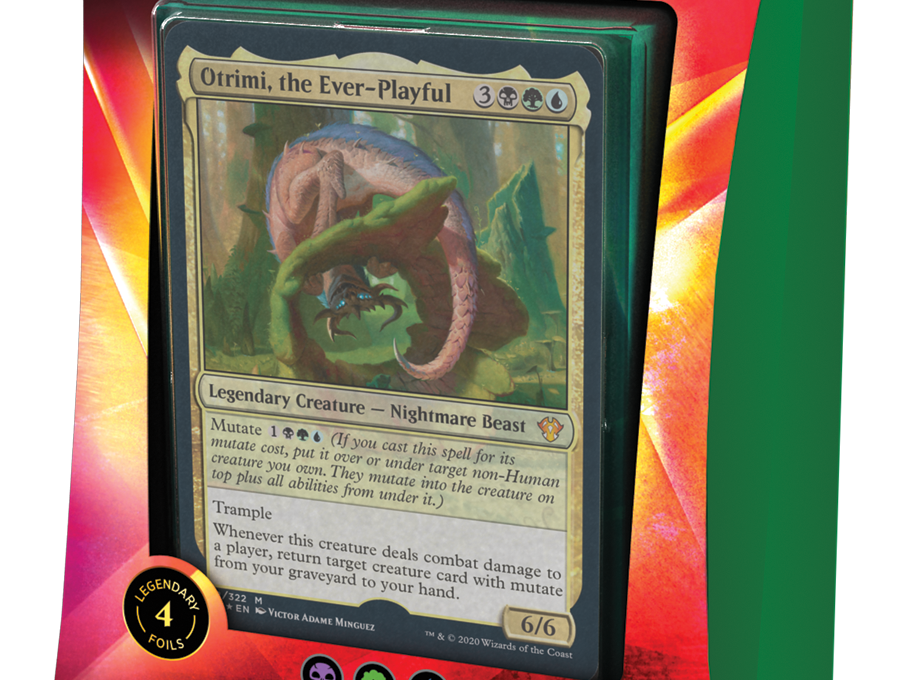 Otrimi, the Ever-Playful 3
Legendary Creature — Nightmare Beast
Mutate 1 (If you cast this spell for its
mutate cost, put it over or under target non-Human
creature you own. They mutate into the creature on
top plus all abilities from under it.)
Trample
Whenever this creature deals combat damage to
a player, return target creature card with mutate
from your graveyard to your hand.
6/6
/322 M
EN Victor Adame Minguez
™ & © 2020 Wizards of the Coast
LEGENDARY
4
FOILS